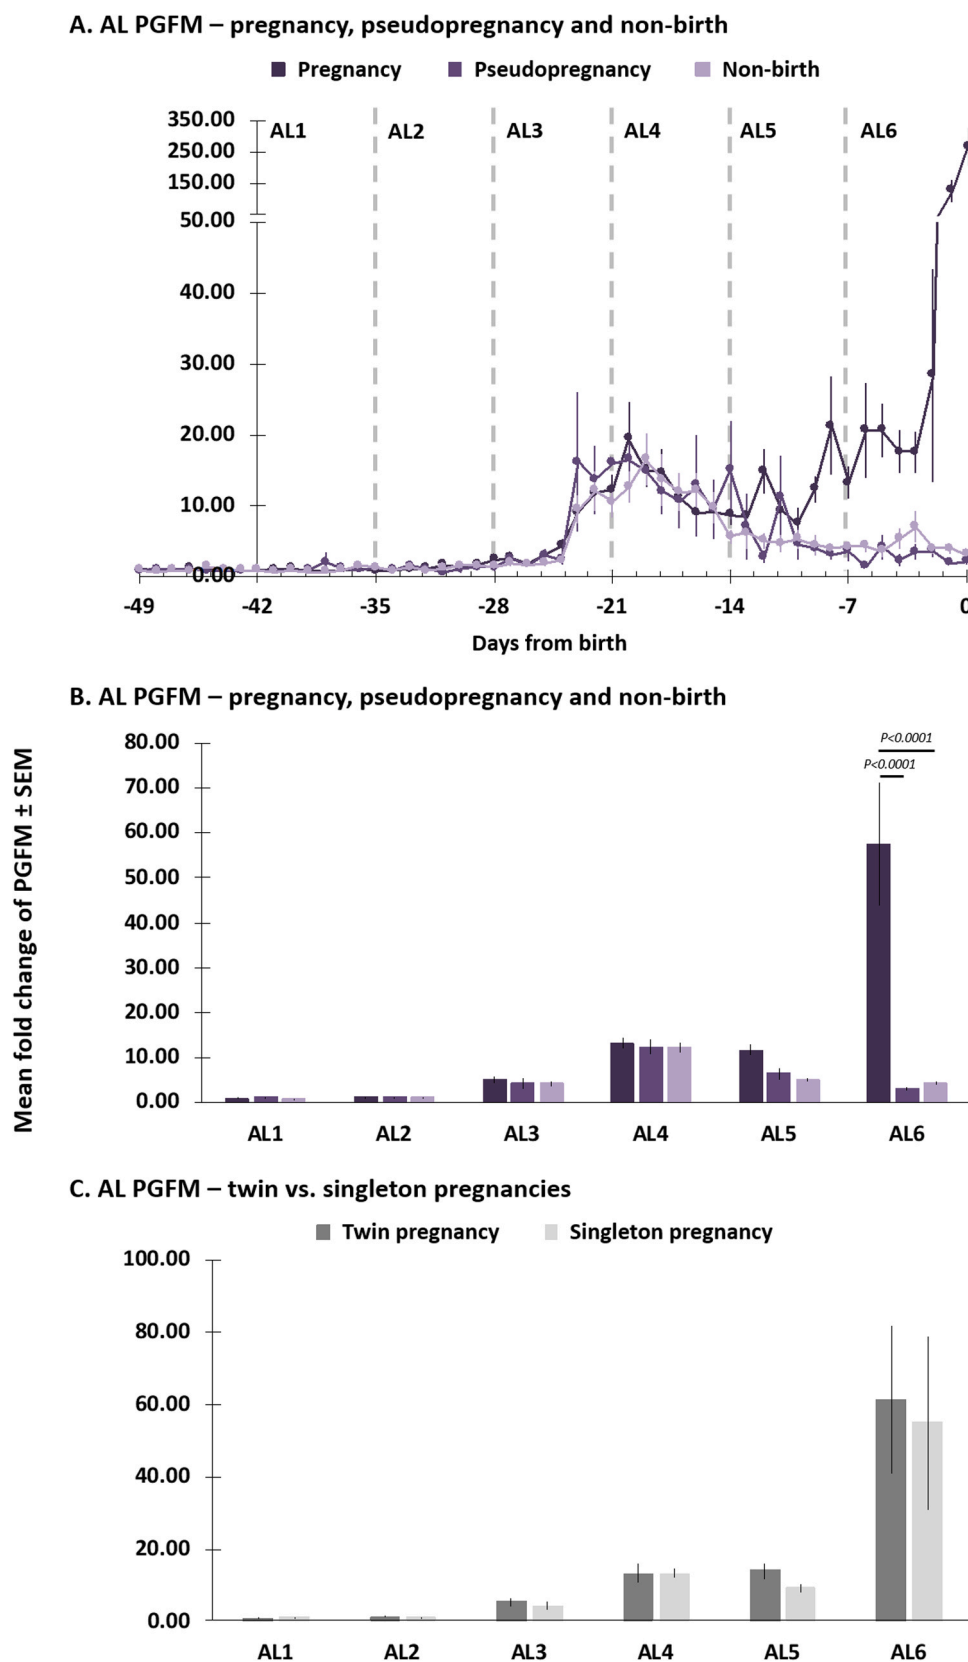 A. AL PGFM – pregnancy, pseudopregnancy and non-birth
Pregnancy Pseudopregnancy Non-birth
350.00
250.00
150.00
50.00
40.00
30.00
20.00
10.00
0.00
AL1 AL2 AL3 AL4 AL5 AL6
-49 -42 -35 -28 -21 -14 -7 0
Days from birth
B. AL PGFM – pregnancy, pseudopregnancy and non-birth
Mean fold change of PGFM ± SEM
80.00
70.00
60.00
50.00
40.00
30.00
20.00
10.00
0.00
P<0.0001
P<0.0001
AL1 AL2 AL3 AL4 AL5 AL6
C. AL PGFM – twin vs. singleton pregnancies
Twin pregnancy Singleton pregnancy
100.00
80.00
60.00
40.00
20.00
0.00
AL1 AL2 AL3 AL4 AL5 AL6